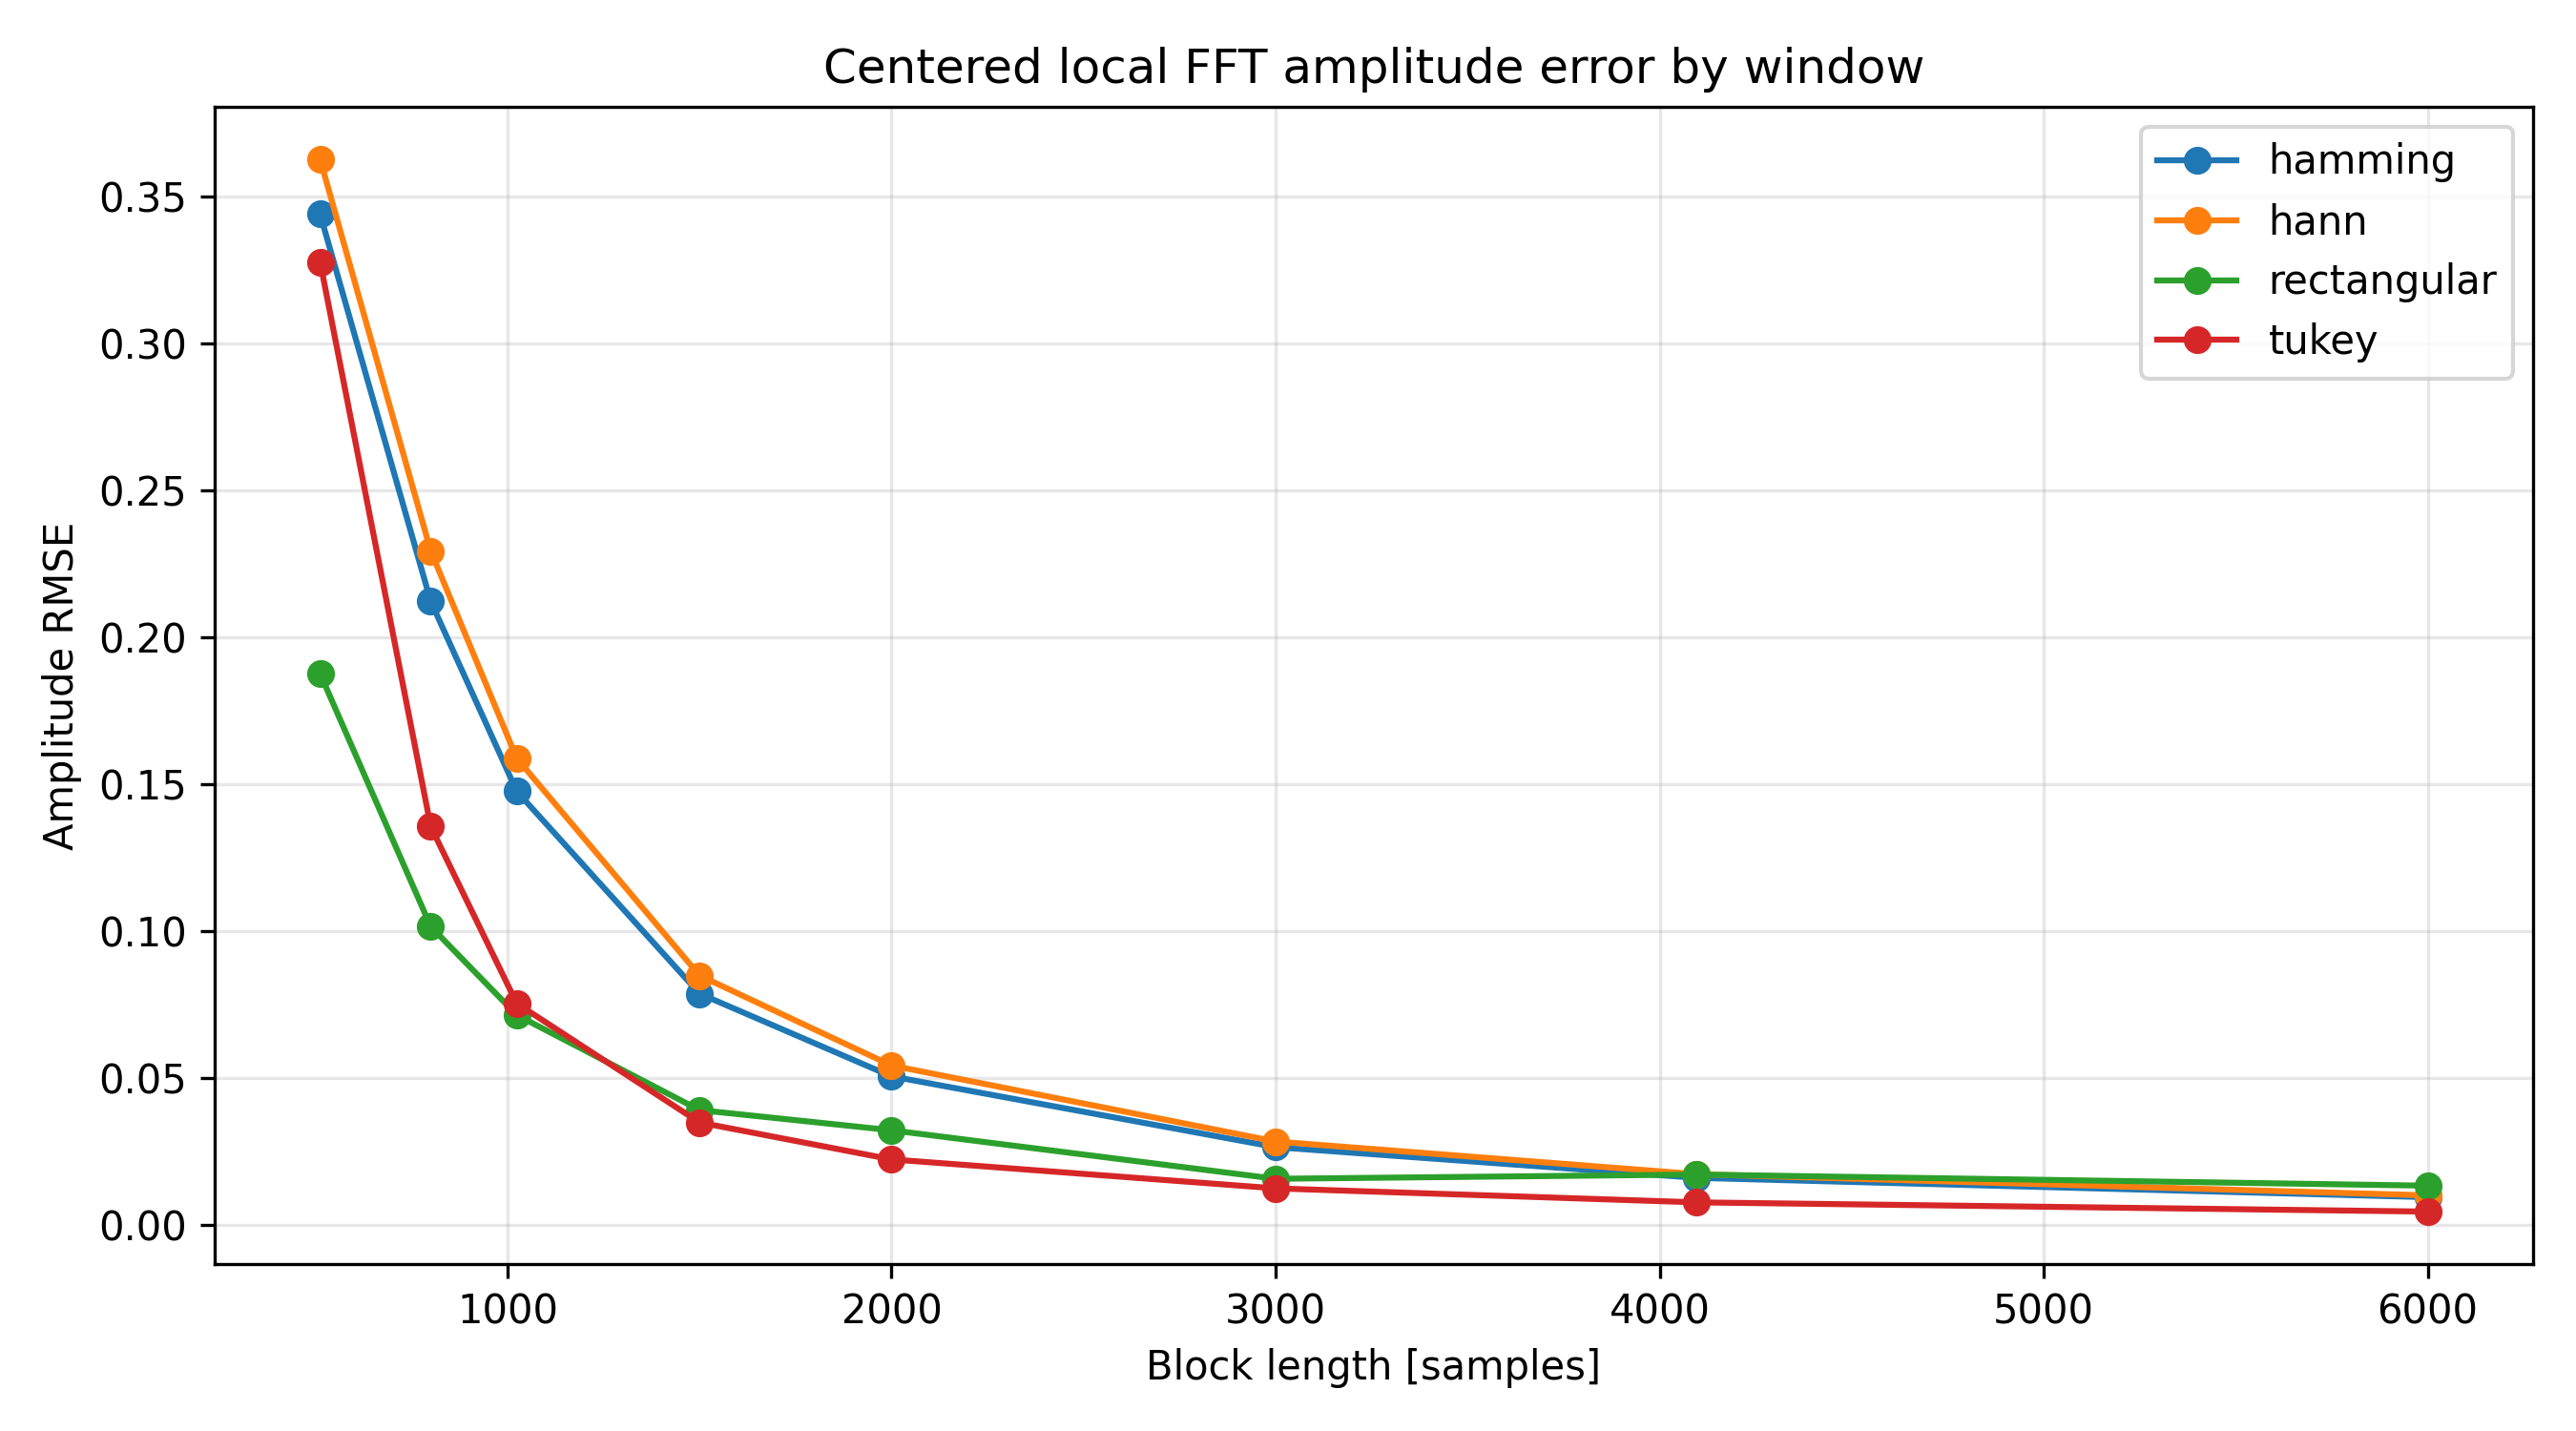 Centered local FFT amplitude error by window
hamming
hann
rectangular
tukey
Amplitude RMSE
0.35
0.30
0.25
0.20
0.15
0.10
0.05
0.00
1000 2000 3000 4000 5000 6000
Block length [samples]